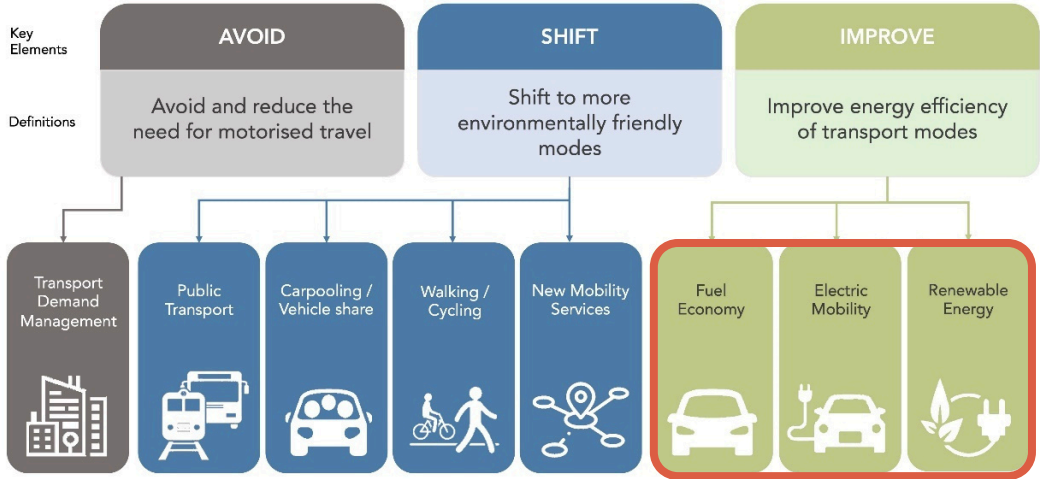 Key
Elements
AVOID
SHIFT
IMPROVE
Definitions
Avoid and reduce the
need for motorised travel
Shift to more
environmentally friendly
modes
Improve energy efficiency
of transport modes
Transport
Demand
Management
Public
Transport
Carpooling /
Vehicle share
Walking /
Cycling
New Mobility
Services
Fuel
Economy
Electric
Mobility
Renewable
Energy